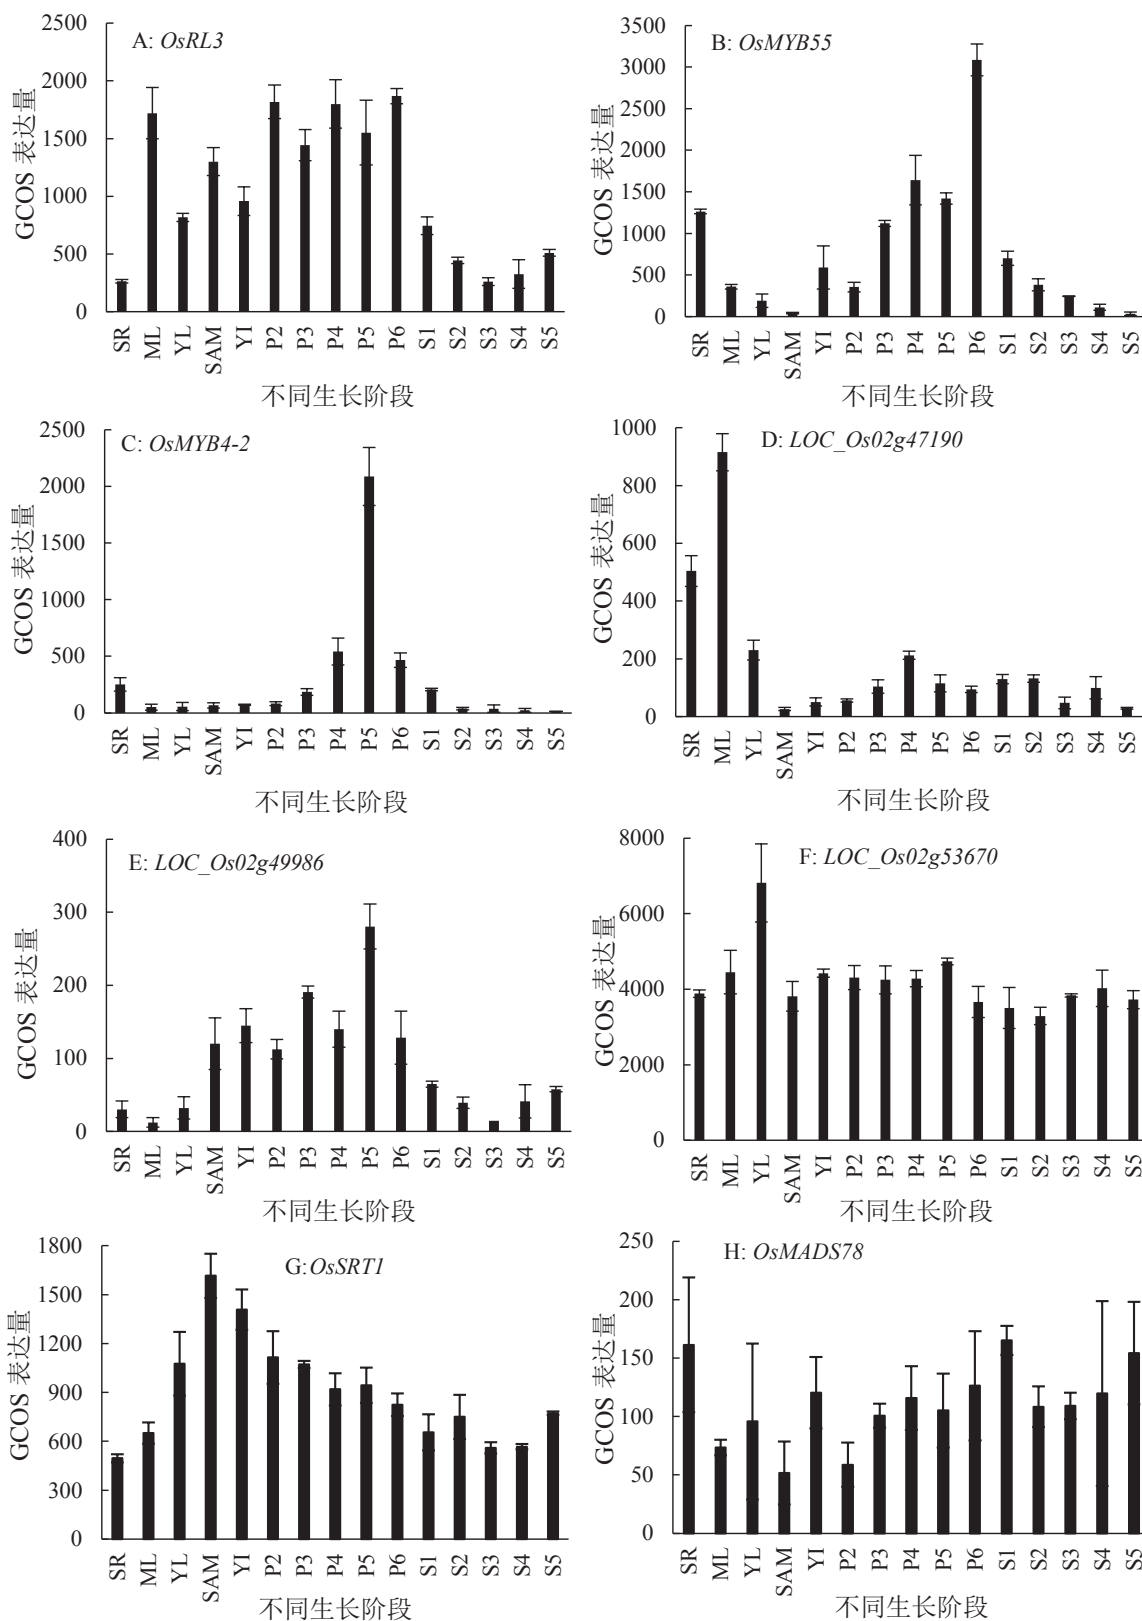 A: OsRL3
GCOS 表达量
2500
2000
1500
1000
500
0
SR ML YL SAM YI P2 P3 P4 P5 P6 S1 S2 S3 S4 S5
不同生长阶段
B: OsMYB55
GCOS 表达量
3500
3000
2500
2000
1500
1000
500
0
SR ML YL SAM YI P2 P3 P4 P5 P6 S1 S2 S3 S4 S5
不同生长阶段
C: OsMYB4-2
GCOS 表达量
2500
2000
1500
1000
500
0
SR ML YL SAM YI P2 P3 P4 P5 P6 S1 S2 S3 S4 S5
不同生长阶段
D: LOC_Os02g47190
GCOS 表达量
1000
800
600
400
200
0
SR ML YL SAM YI P2 P3 P4 P5 P6 S1 S2 S3 S4 S5
不同生长阶段
E: LOC_Os02g49986
GCOS 表达量
400
300
200
100
0
SR ML YL SAM YI P2 P3 P4 P5 P6 S1 S2 S3 S4 S5
不同生长阶段
F: LOC_Os02g53670
GCOS 表达量
8000
6000
4000
2000
0
SR ML YL SAM YI P2 P3 P4 P5 P6 S1 S2 S3 S4 S5
不同生长阶段
G:OsSRT1
GCOS 表达量
1800
1500
1200
900
600
300
0
SR ML YL SAM YI P2 P3 P4 P5 P6 S1 S2 S3 S4 S5
不同生长阶段
H: OsMADS78
GCOS 表达量
250
200
150
100
50
0
SR ML YL SAM YI P2 P3 P4 P5 P6 S1 S2 S3 S4 S5
不同生长阶段